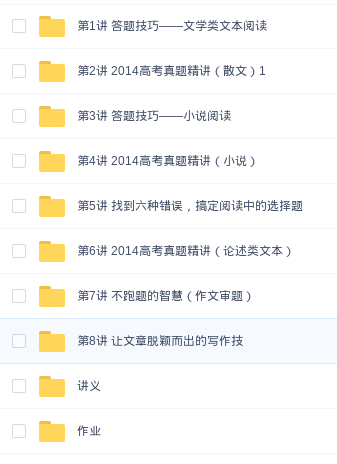 第1讲 答题技巧——文学类文本阅读
第2讲 2014高考真题精讲（散文）1
第3讲 答题技巧——小说阅读
第4讲 2014高考真题精讲（小说）
第5讲 找到六种错误，搞定阅读中的选择题
第6讲 2014高考真题精讲（论述类文本）
第7讲 不跑题的智慧（作文审题）
第8讲 让文章脱颖而出的写作技
讲义
作业